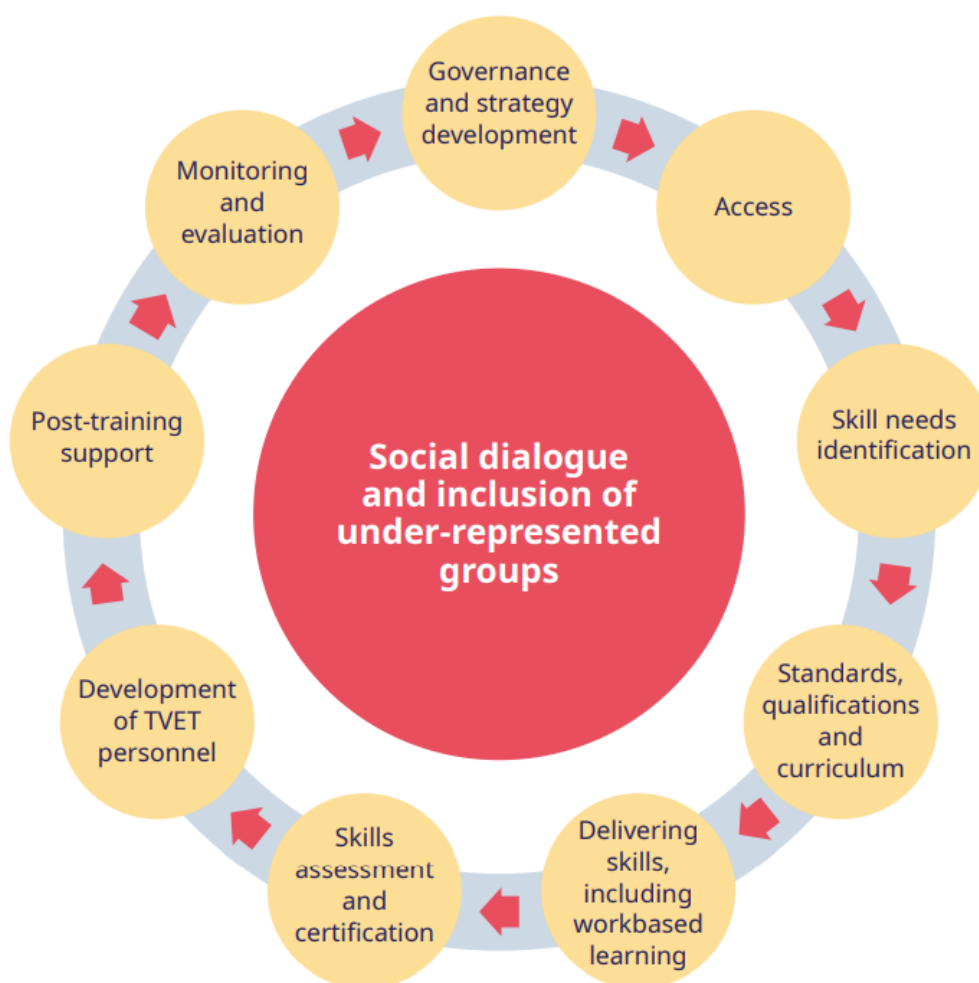 Governance
and strategy
development
Access
Skill needs
identification
Standards,
qualifications
and
curriculum
Delivering
skills,
including
workbased
learning
Skills
assessment
and
certification
Development
of TVET
personnel
Post-training
support
Monitoring
and
evaluation
Social dialogue
and inclusion of
under-represented
groups